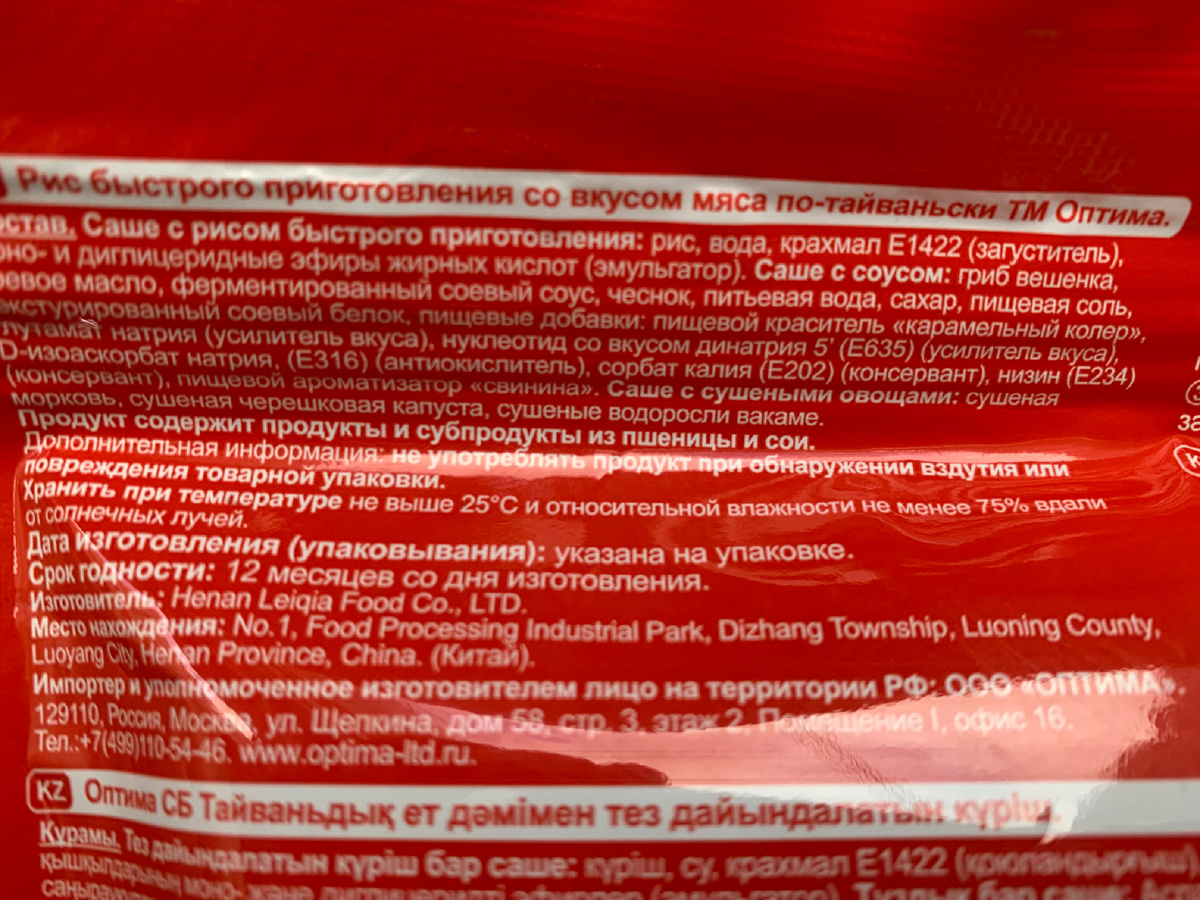 Рис быстрого приготовления со вкусом мяса по-тайваньски ТМ Оптима.
остав. Саше с рисом быстрого приготовления: рис, вода, крахмал Е1422 (загуститель),
оно- и диглицеридные эфиры жирных кислот (эмульгатор). Саше с соусом: гриб вешенка,
оевое масло, ферментированный соевый соус, чеснок, питьевая вода, сахар, пищевая соль,
экстурированный соевый белок, пищевые добавки: пищевой краситель «карамельный колер»,
лутамат натрия (усилитель вкуса), нуклеотид со вкусом динатрия 5' (Е635) (усилитель вкуса),
D-изоаскорбат натрия, (Е316) (антиокислитель), сорбат калия (Е202) (консервант), низин (Е234)
(консервант), пищевой ароматизатор «свинина». Саше с сушеными овощами: сушеная
морковь, сушеная черешковая капуста, сушеные водоросли вакаме.
Продукт содержит продукты и субпродукты из пшеницы и сои.
Дополнительная информация: не употреблять продукт при обнаружении вздутия или
повреждения товарной упаковки.
Хранить при температуре не выше 25°С и относительной влажности не менее 75% вдали
от солнечных лучей.
Дата изготовления (упаковывания): указана на упаковке.
Срок годности: 12 месяцев со дня изготовления.
Изготовитель: Henan Leiqia Food Co., LTD.
Место нахождения: No.1, Food Processing Industrial Park, Dizhang Township, Luoning County,
Luoyang City, Henan Province, China. (Китай).
Импортер и уполномоченное изготовителем лицо на территории РФ: ООО «ОПТИМА».
129110, Россия, Москва, ул. Щепкина, дом 58, стр. 3, этаж 2, Помещение I, офис 16.
Тел.:+7(499)110-54-46. www.optima-ltd.ru.
KZ Оптима СБ Тайваньдық ет дәмімен тез дайындалатын күріш.
Құрамы. Тез дайындалатын күріш бар саше: күріш, су, крахмал Е1422 (қоюландырғыш)
қышқылдарының моно- және
за